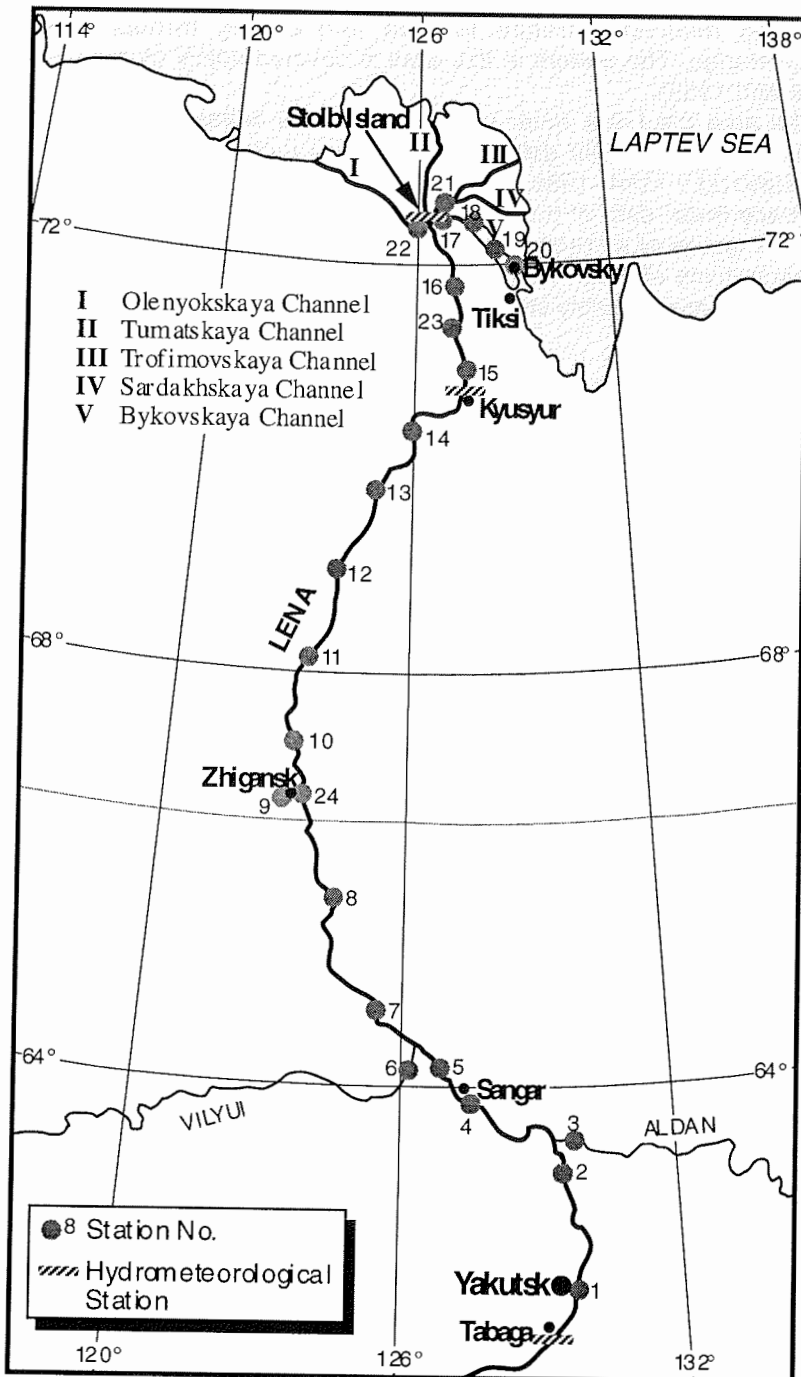 114°
120°
126°
132°
138°
Stolb Island
II
III
LAPTEV SEA
I
21
IV
18
V
72°
22
17
19
20
72°
Bykovsky
16
Tiksi
I Olenyokskaya Channel
II Tumatskaya Channel
III Trofimovskaya Channel
IV Sardakhskaya Channel
V Bykovskaya Channel
23
15
Kyusyur
14
13
12
LENA
68°
11
68°
10
Zhigansk
9
24
8
7
64°
6
5
64°
Sangar
VILYUI
4
3
ALDAN
2
8 Station No.
Hydrometeorological
Station
Yakutsk
1
Tabaga
120°
126°
132°